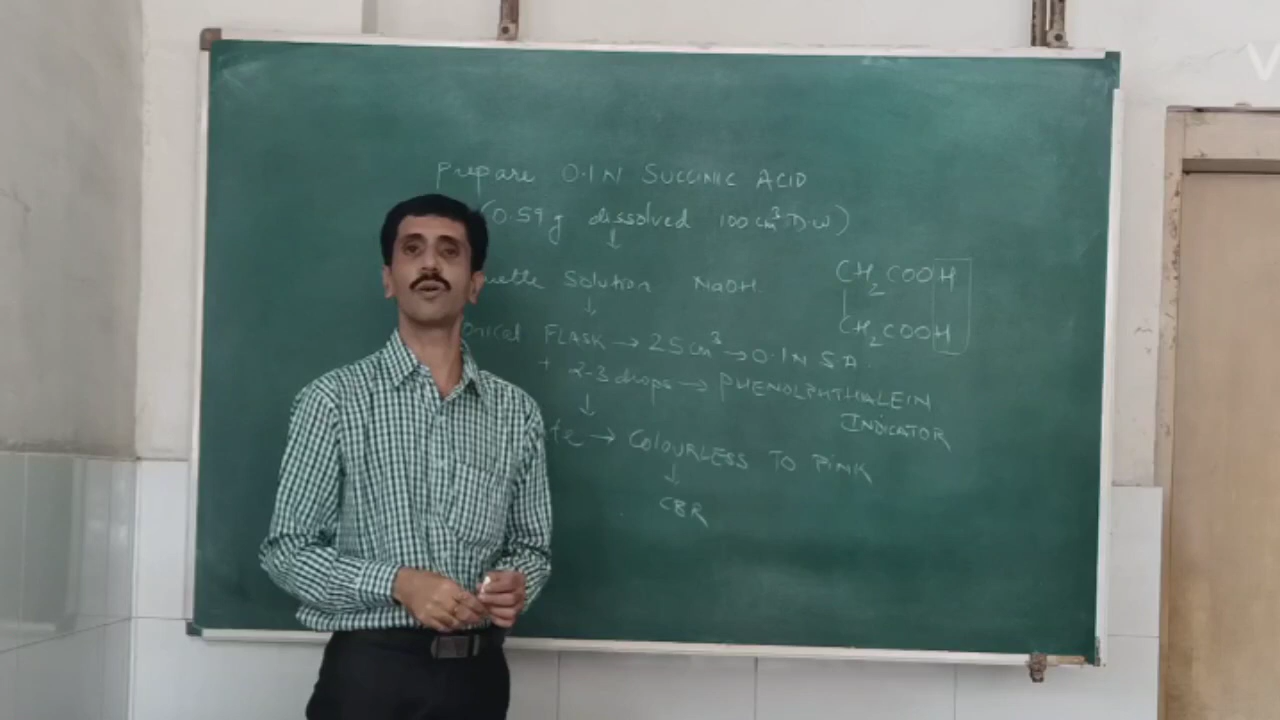 Prepare 0.1N SUCCINIC ACID
(0.59g dissolved 100cm³ D.W)
↓
Solution NaOH
↓
FLASK → 25cm³ → 0.1N S.A.
+ 2-3 drops → PHENOLPHTHALEIN
INDICATOR
↓
→ COLOURLESS TO PINK
↓
CBR
CH₂COOH
|
CH₂COOH
V